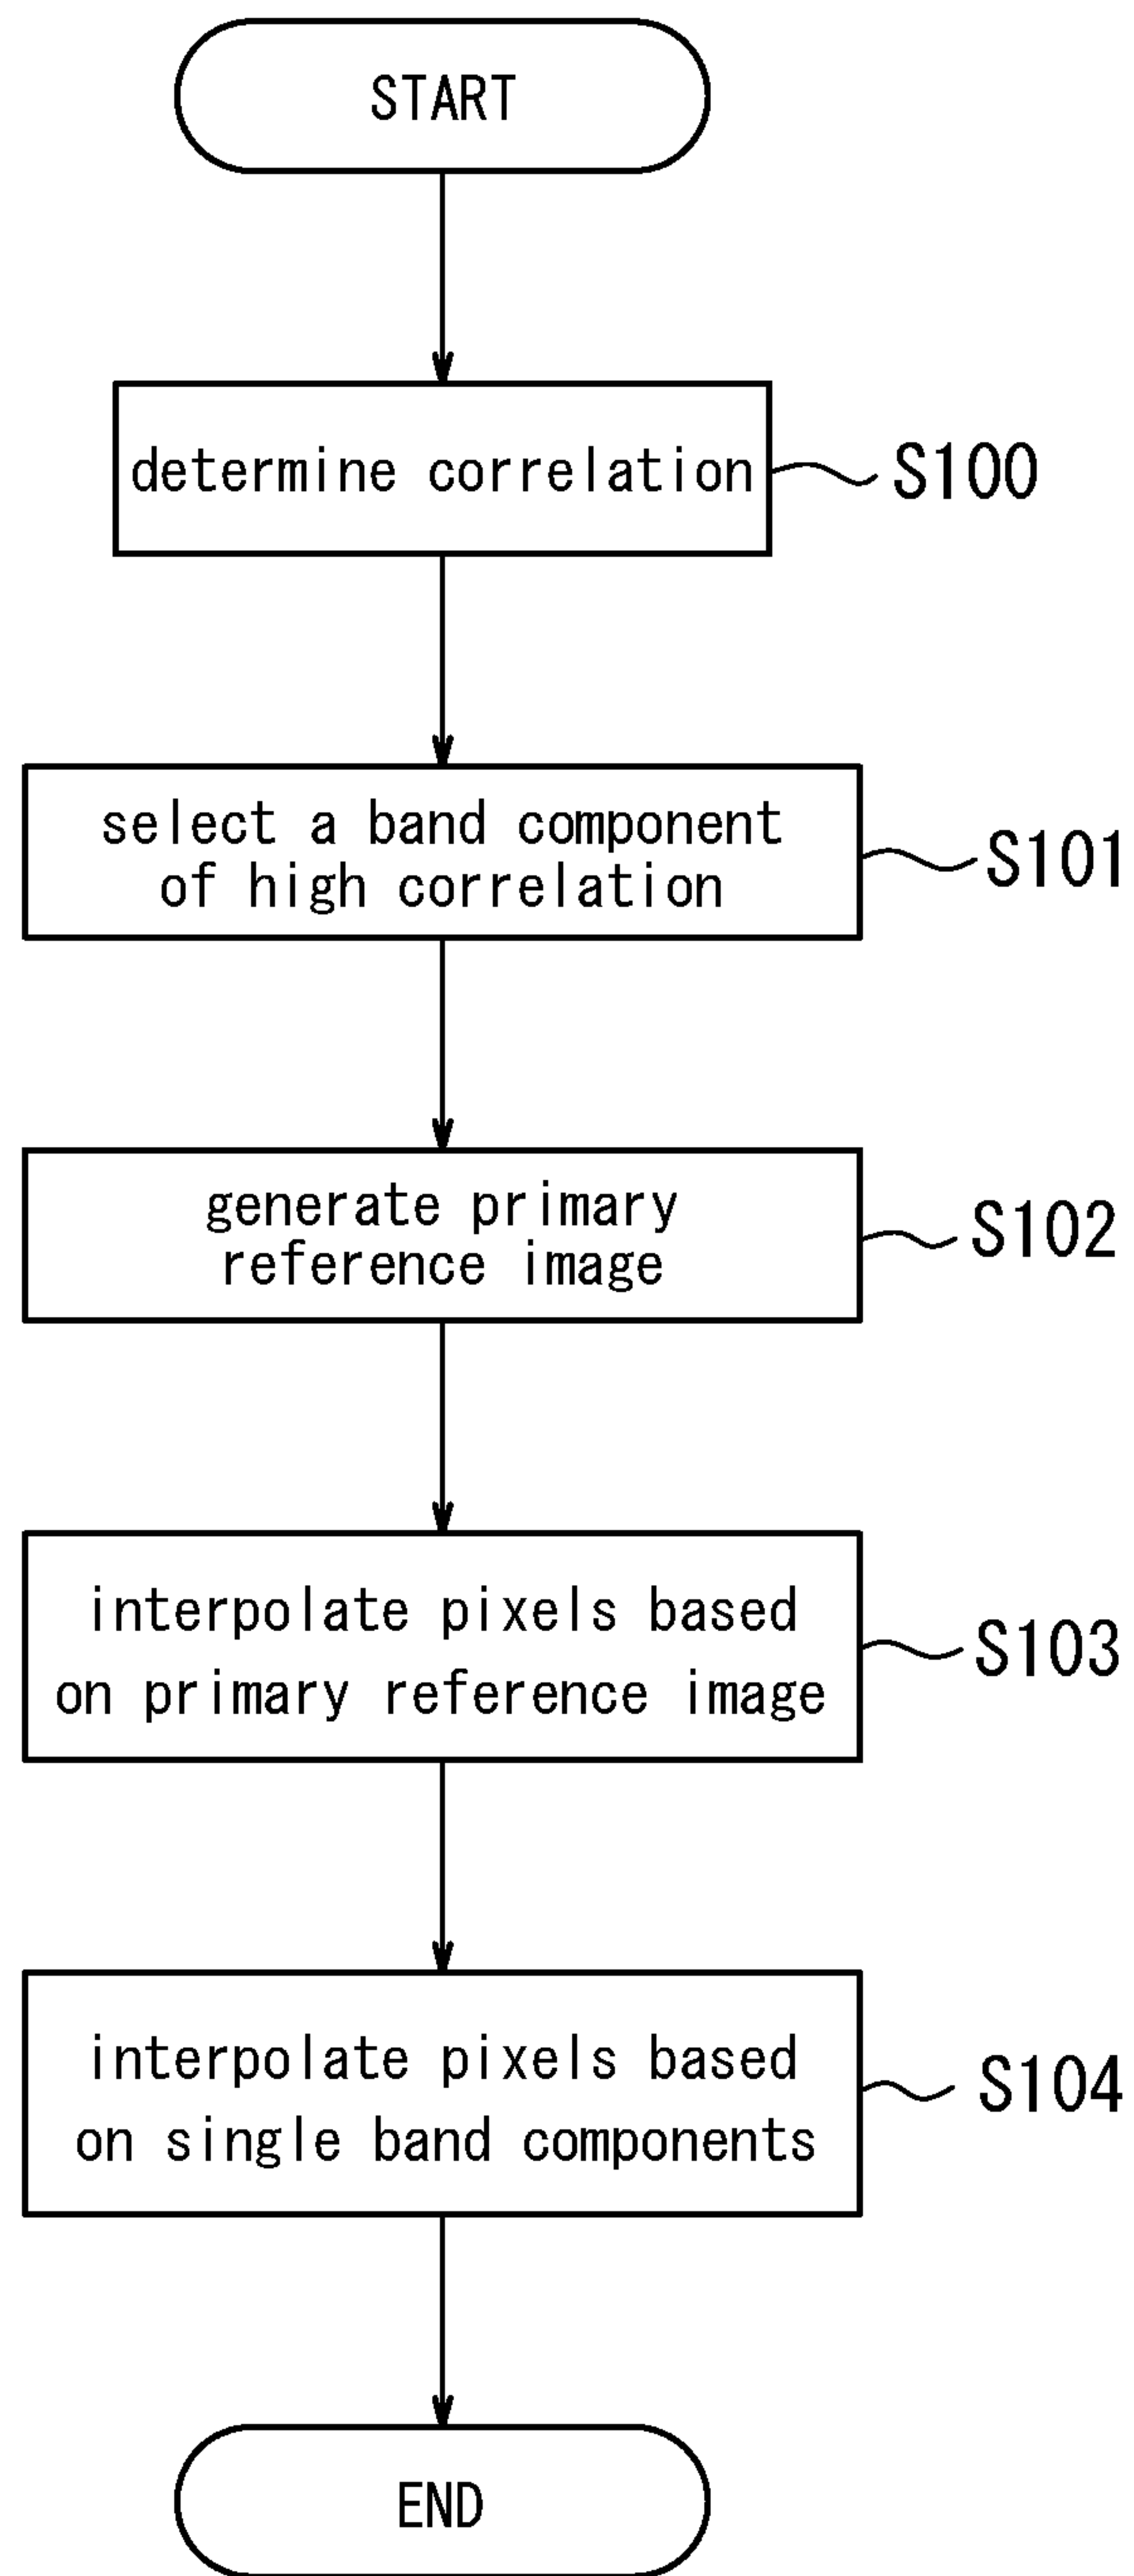 START
determine correlation
S100
select a band component
of high correlation
S101
generate primary
reference image
S102
interpolate pixels based
on primary reference image
S103
interpolate pixels based
on single band components
S104
END